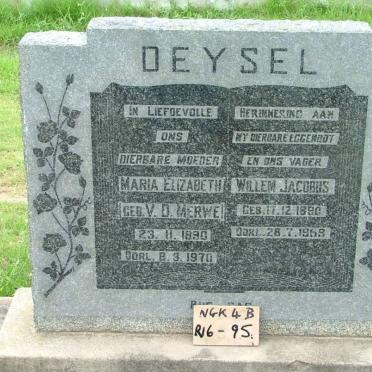 DEYSEL
IN LIEFDEVOLLE
ONS
DIERBARE MOEDER
MARIA ELIZABETH
GEB. V. D. MERWE
23. 11. 1890
OORL. 8. 3. 1970
HERINNERING AAN
MY DIERBARE EGGENOOT
EN ONS VADER
WILLEM JACOBUS
GEB. 17. 12. 1880
OORL. 28. 7. 1959
NGK 4 B
R16 - 95.